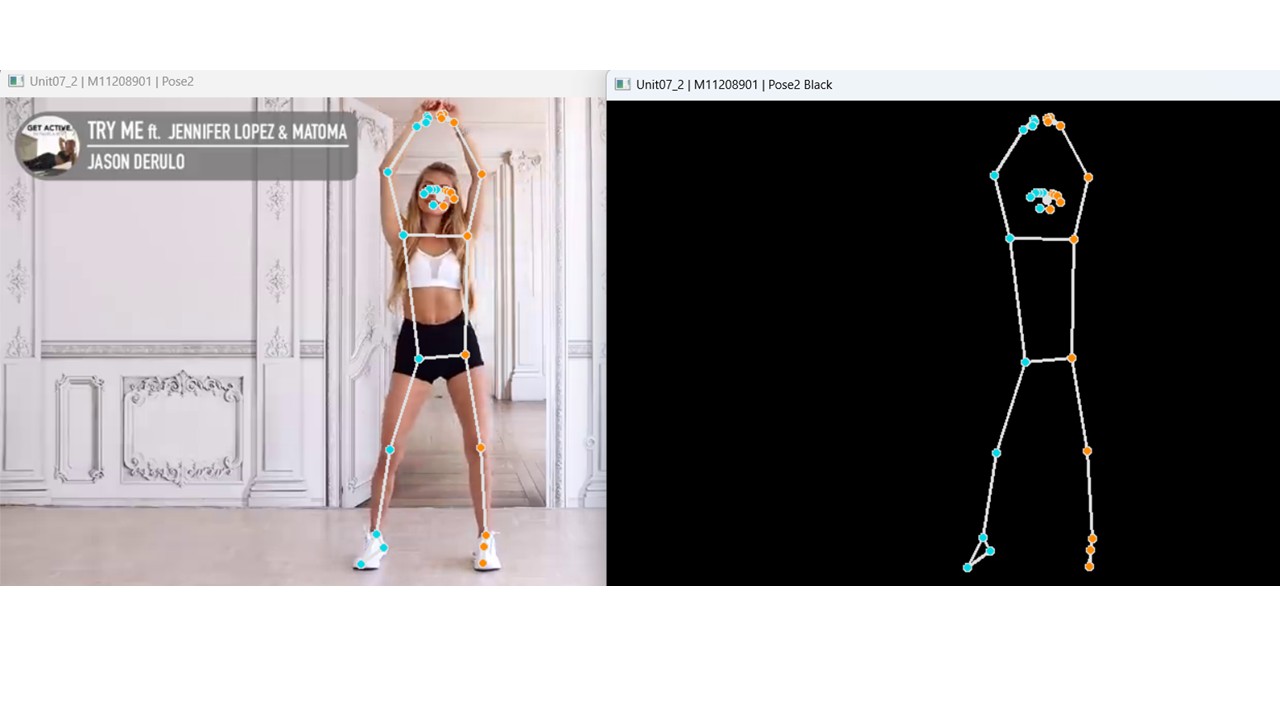 Unit07_2 | M11208901 | Pose2
Unit07_2 | M11208901 | Pose2 Black
GET ACTIVE.
TRY ME ft. JENNIFER LOPEZ & MATOMA
JASON DERULO